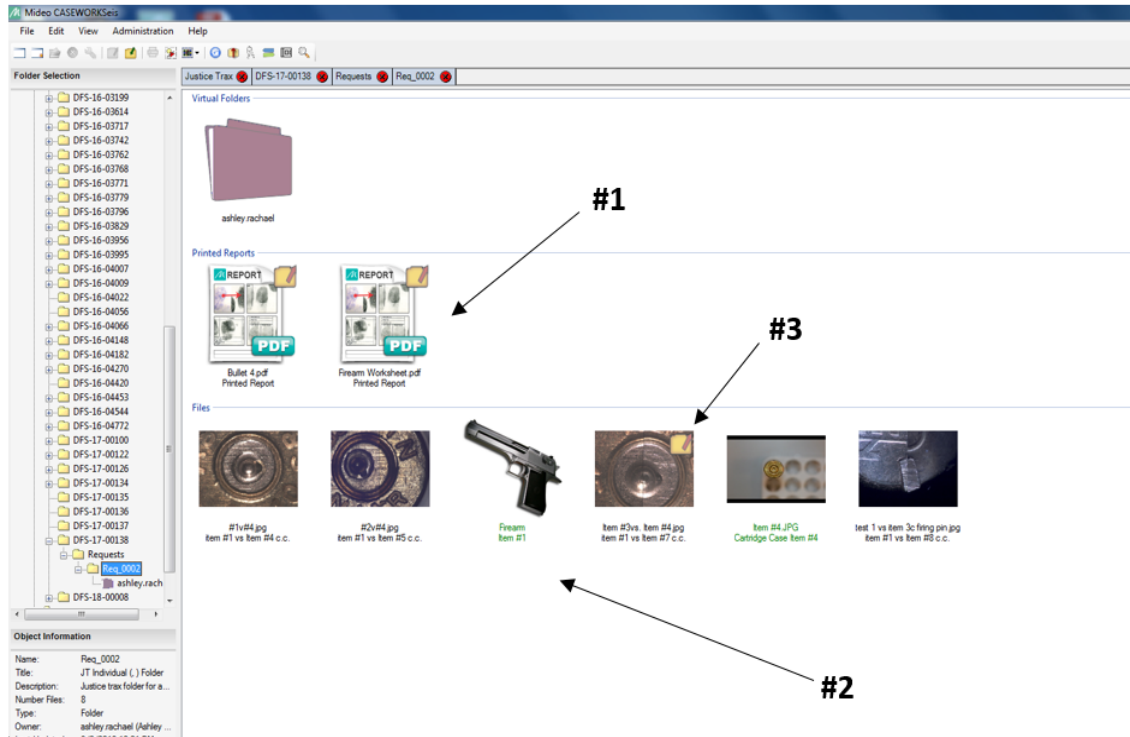 Mideo CASEWORKSeis
File Edit View Administration Help
Folder Selection
Justice Trax DFS-17-00138 Requests Req_0002
DFS-16-03199
DFS-16-03614
DFS-16-03717
DFS-16-03742
DFS-16-03762
DFS-16-03768
DFS-16-03771
DFS-16-03779
DFS-16-03796
DFS-16-03829
DFS-16-03956
DFS-16-03995
DFS-16-04007
DFS-16-04009
DFS-16-04022
DFS-16-04056
DFS-16-04066
DFS-16-04148
DFS-16-04182
DFS-16-04270
DFS-16-04420
DFS-16-04453
DFS-16-04544
DFS-16-04772
DFS-17-00100
DFS-17-00122
DFS-17-00126
DFS-17-00134
DFS-17-00135
DFS-17-00136
DFS-17-00137
DFS-17-00138
Requests
Req_0002
ashley.rach
DFS-18-00008
Object Information
Name: Req_0002
Title: JT Individual (, ) Folder
Description: Justice trax folder for a...
Number Files: 8
Type: Folder
Owner: ashley.rachael (Ashley ...
Virtual Folders
ashley.rachael
#1
Printed Reports
REPORT REPORT
PDF PDF
Bullet 4.pdf Firearm Worksheet.pdf
Printed Report Printed Report
#3
Files
#1v#4.jpg #2v#4.jpg Firearm Item #3vs. Item #4.jpg Item #4.JPG test 1 vs item 3c firing pin.jpg
item #1 vs Item #4 c.c. item #1 vs Item #5 c.c. Item #1 item #1 vs Item #7 c.c. Cartridge Case Item #4 item #1 vs Item #8 c.c.
#2